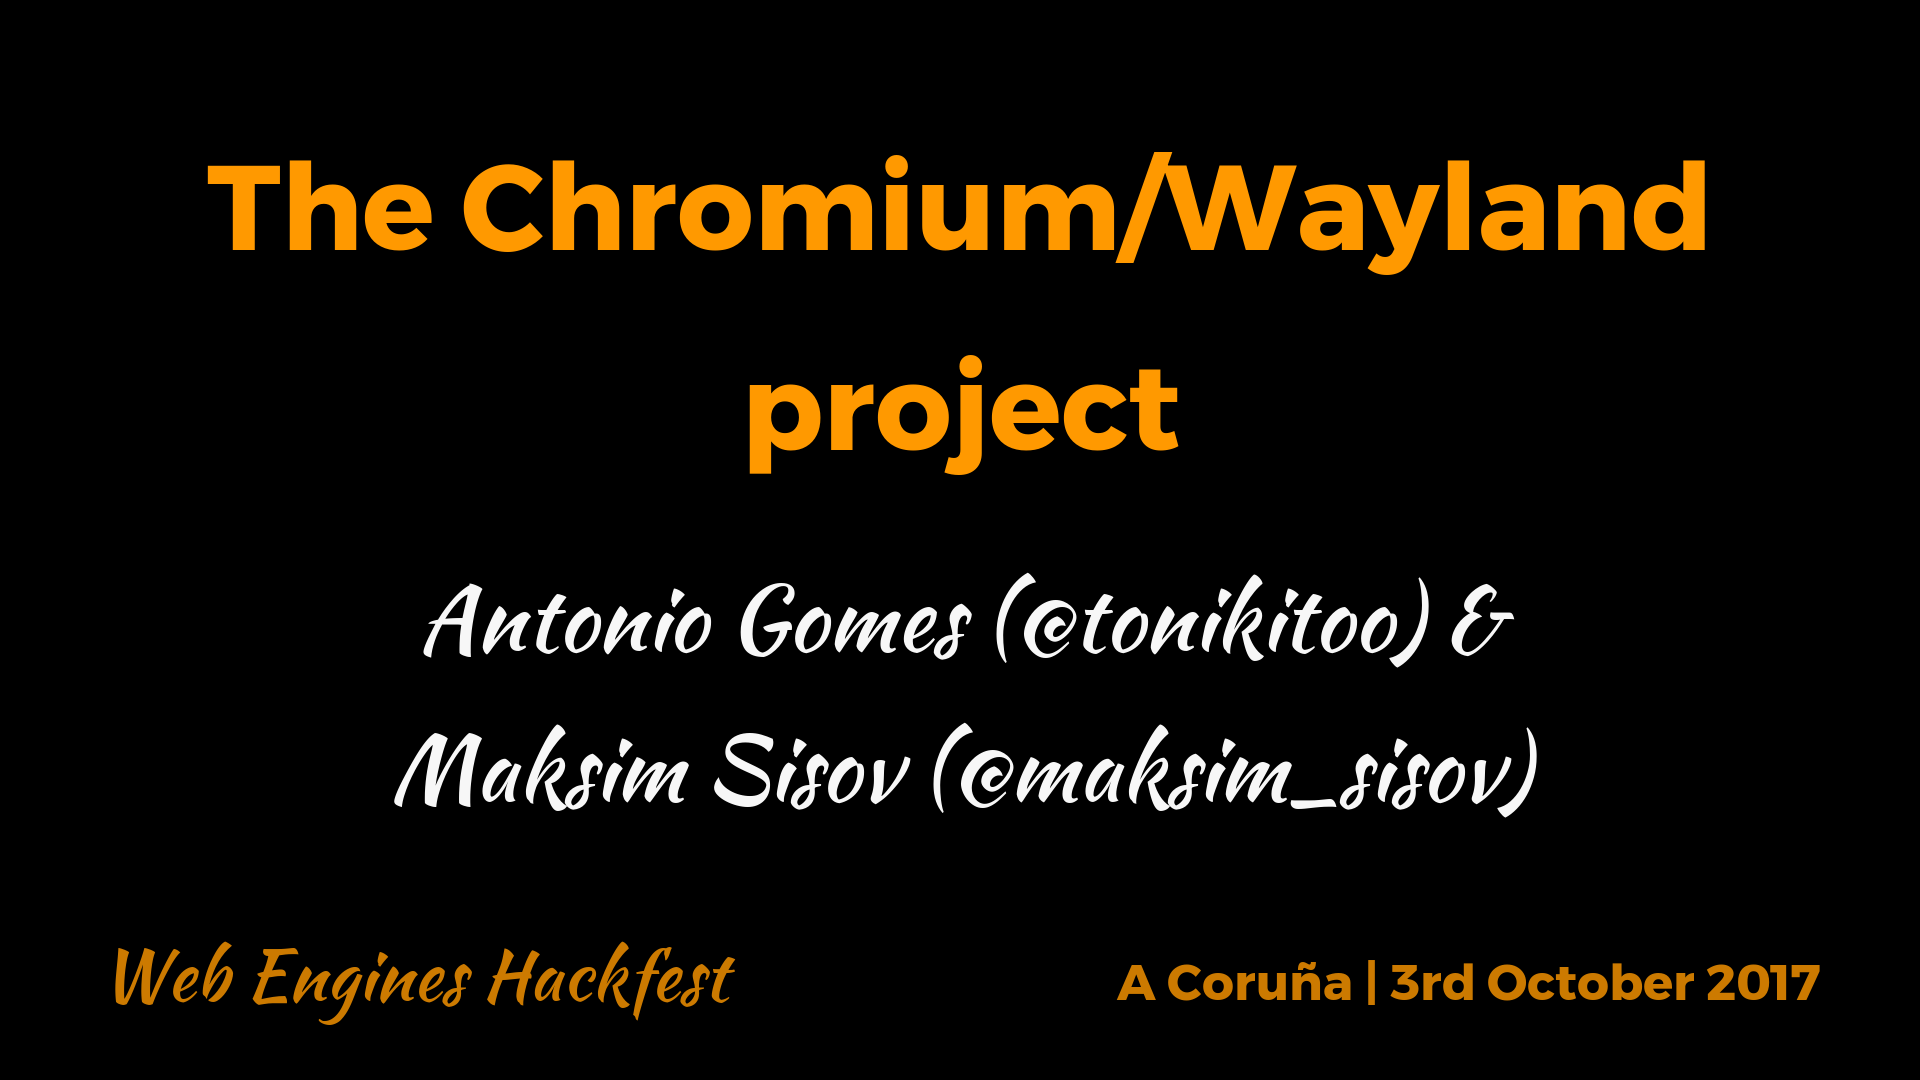 The Chromium/Wayland
project
Antonio Gomes (@tonikitoo) &
Maksim Sisov (@maksim_sisov)
Web Engines Hackfest
A Coruña | 3rd October 2017